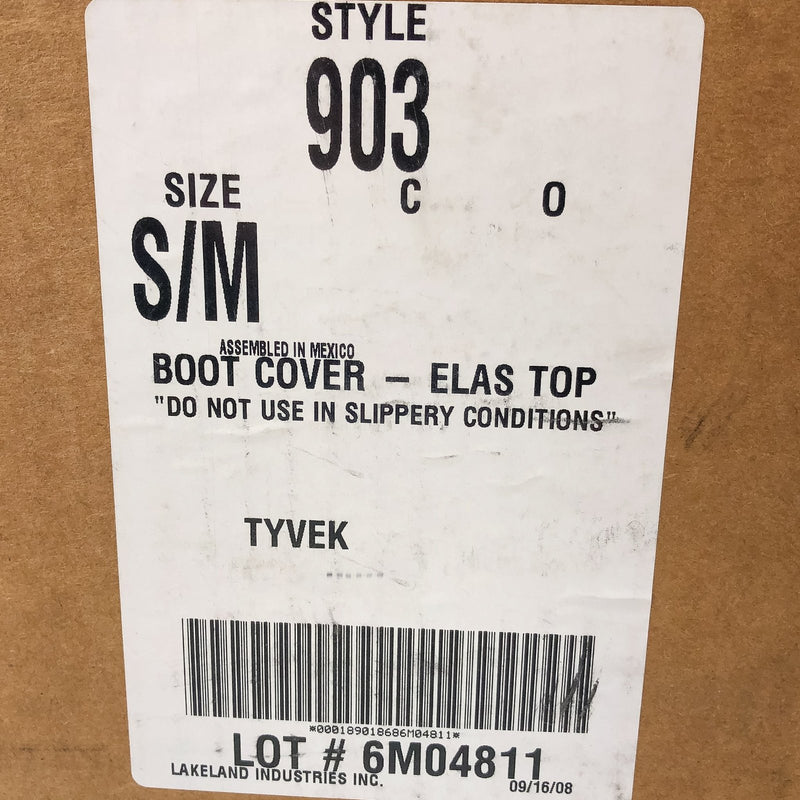 STYLE
903
SIZE
C O
S/M
ASSEMBLED IN MEXICO
BOOT COVER – ELAS TOP
"DO NOT USE IN SLIPPERY CONDITIONS"
TYVEK
*000189018686M04811*
LOT # 6M04811
LAKELAND INDUSTRIES INC.
09/16/08